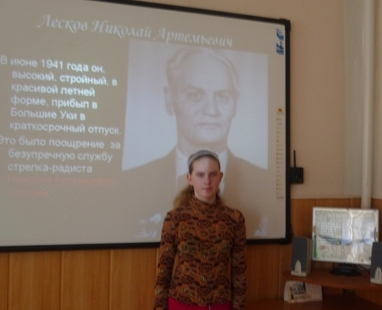 Лесков Николай Артемьевич
В июне 1941 года он,
высокий, стройный, в
красивой летней
форме, прибыл в
Большие Уки в
краткосрочный отпуск.
Это было поощрение за
безупречную службу
стрелка-радиста